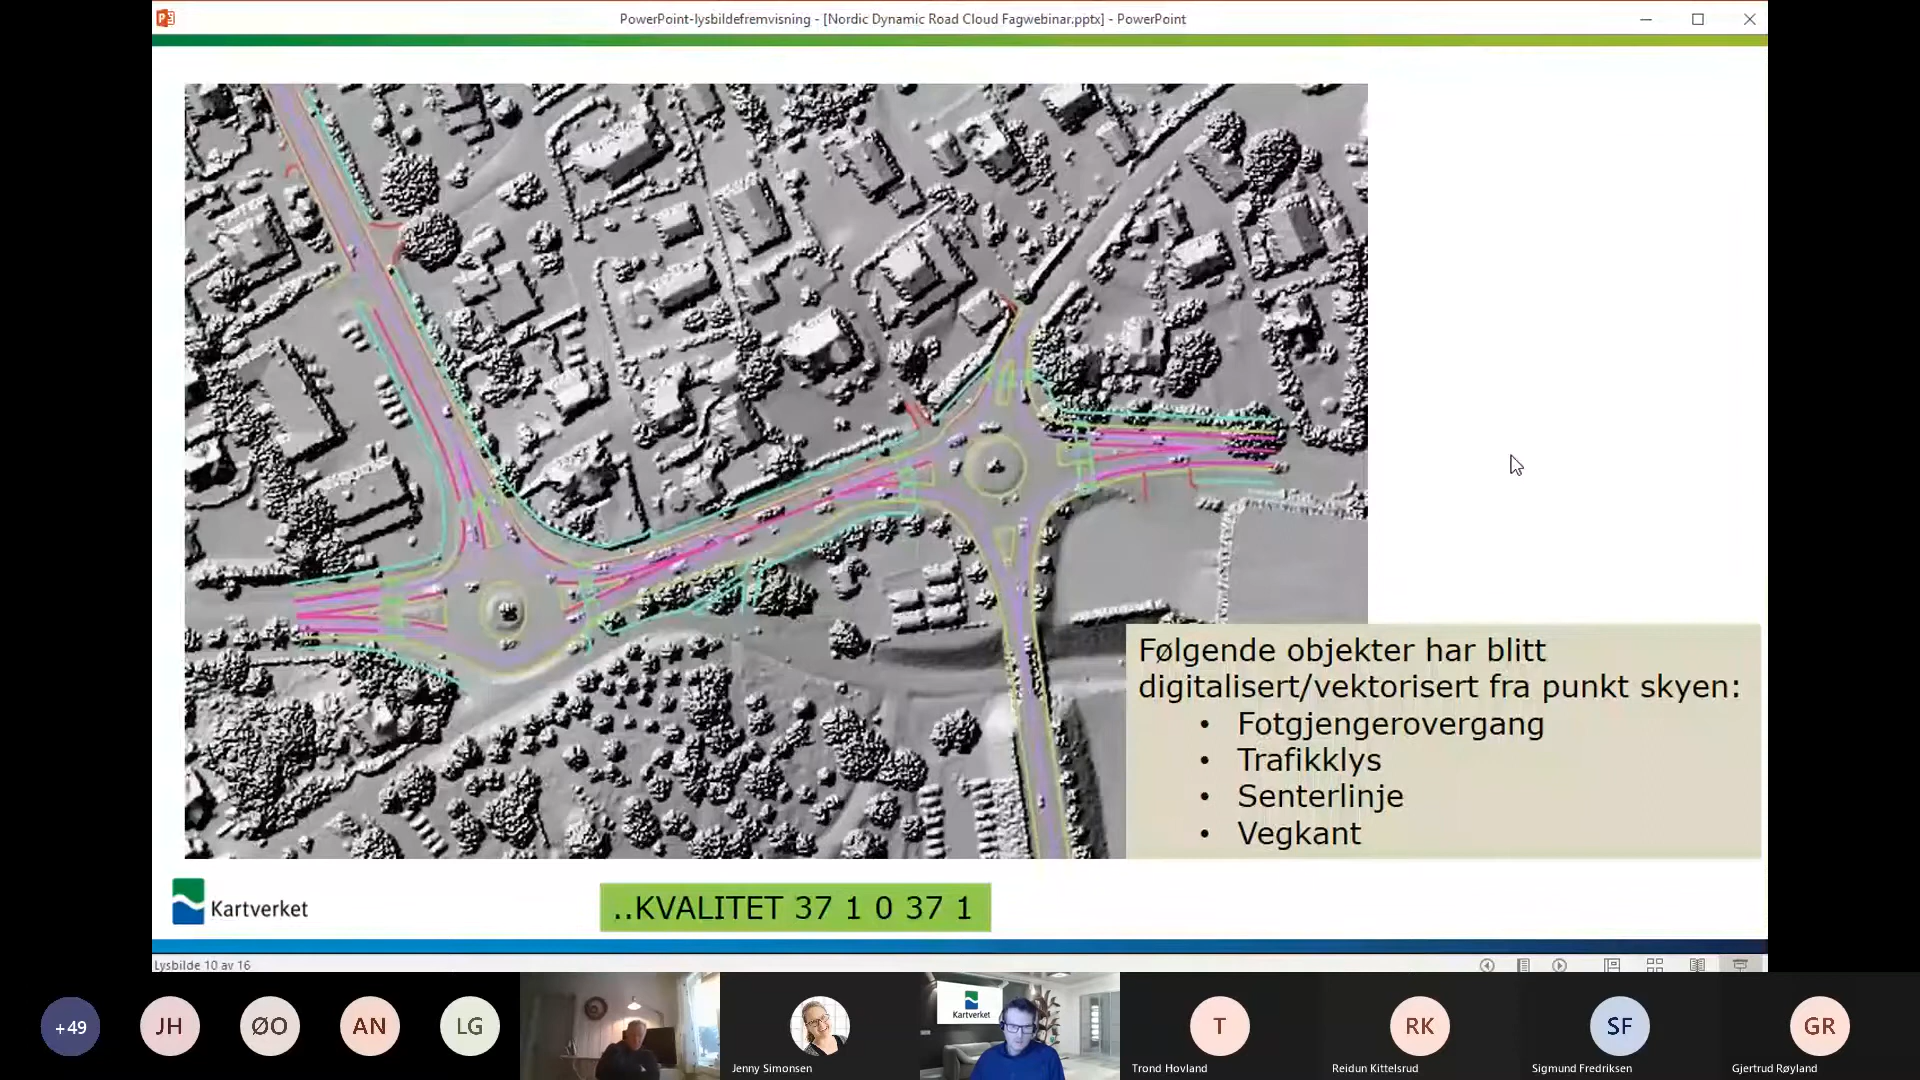 PowerPoint-lysbildefremvisning - [Nordic Dynamic Road Cloud Fagwebinar.pptx] - PowerPoint
Følgende objekter har blitt
digitalisert/vektorisert fra punkt skyen:
• Fotgjengerovergang
• Trafikklys
• Senterlinje
• Vegkant
Kartverket
..KVALITET 37 1 0 37 1
Lysbilde 10 av 16
+49
JH
ØO
AN
LG
Jenny Simonsen
Kartverket
T
Trond Hovland
RK
Reidun Kittelsrud
SF
Sigmund Fredriksen
GR
Gjertrud Røyland